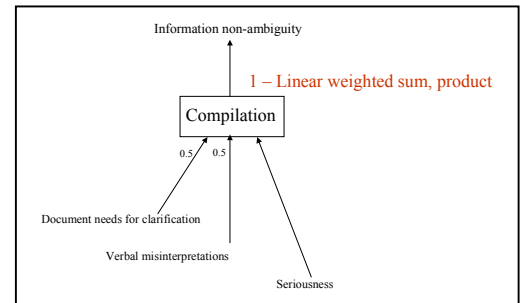 Information non-ambiguity
1 – Linear weighted sum, product
Compilation
0.5
0.5
Document needs for clarification
Verbal misinterpretations
Seriousness